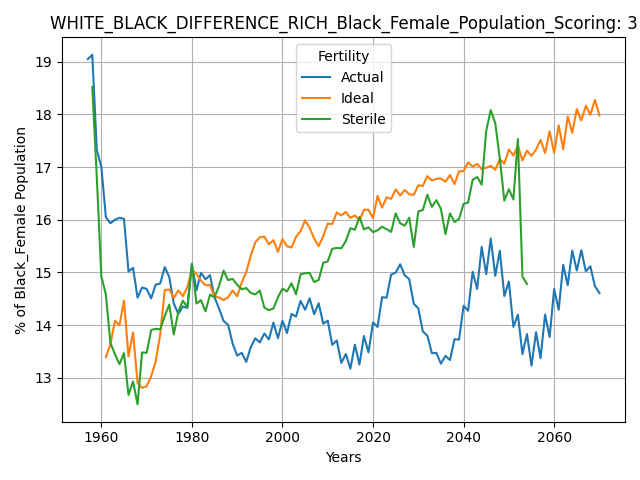 WHITE_BLACK_DIFFERENCE_RICH_Black_Female_Population_Scoring: 3
Fertility
Actual
Ideal
Sterile
% of Black_Female Population
19
18
17
16
15
14
13
1960
1980
2000
2020
2040
2060
Years